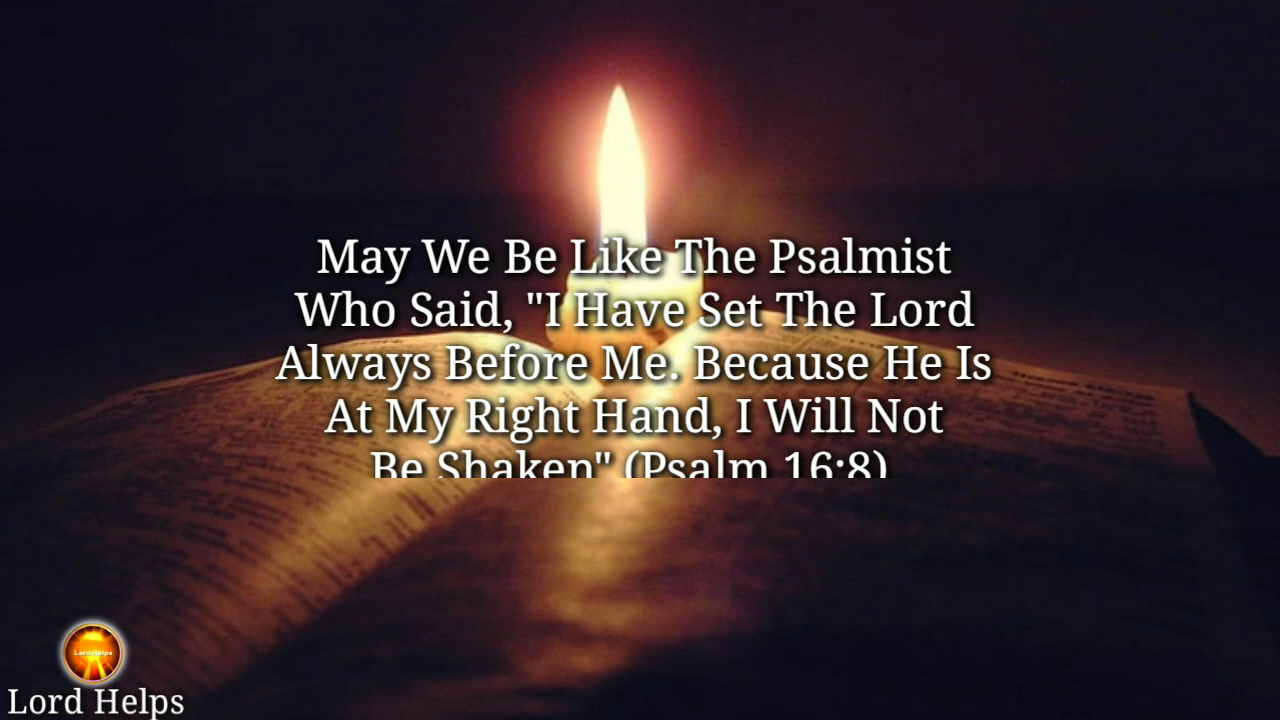 May We Be Like The Psalmist
Who Said, "I Have Set The Lord
Always Before Me. Because He Is
At My Right Hand, I Will Not
Be Shaken" (Psalm 16:8)
LordHelps
Lord Helps